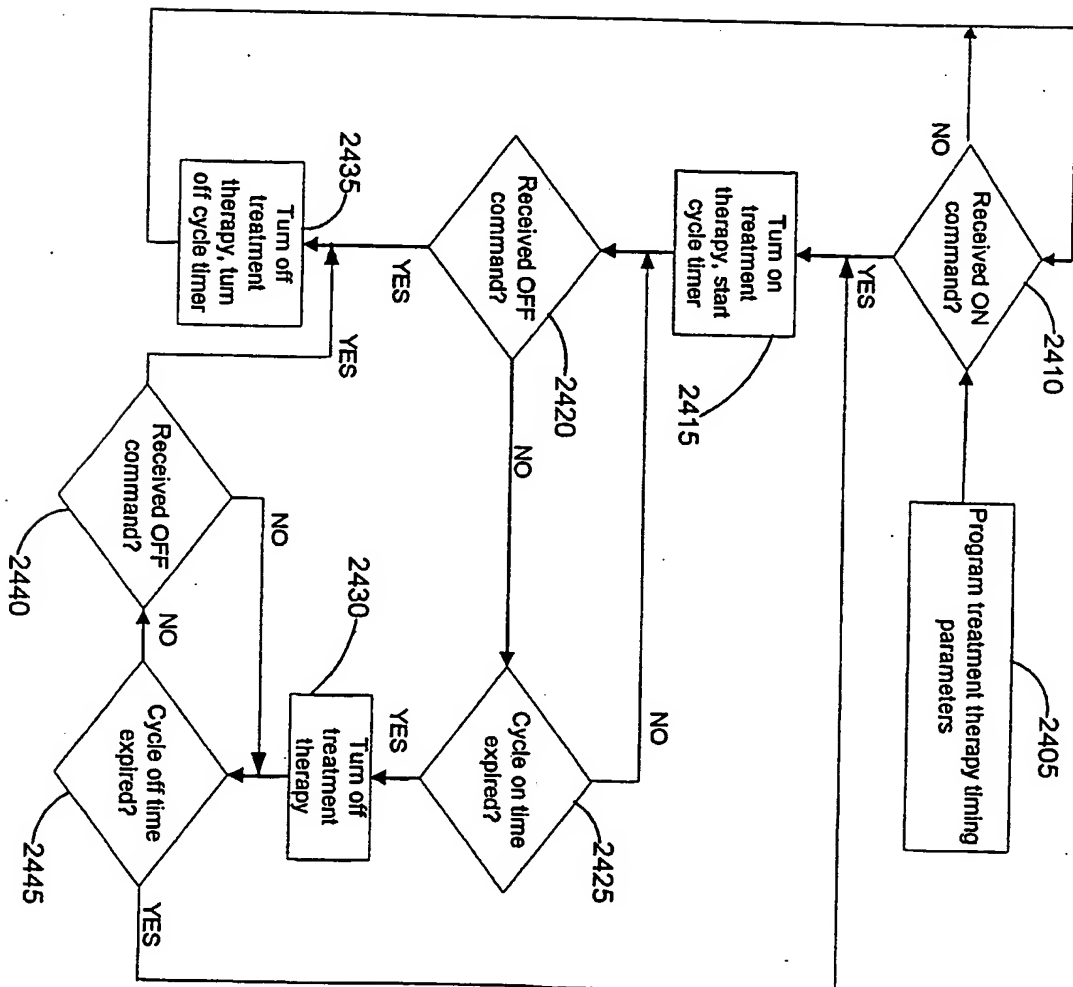 Program treatment therapy timing
parameters
2405
Received ON
command?
2410
NO
YES
Turn on
treatment
therapy, start
cycle timer
2415
Received OFF
command?
2420
NO
YES
Cycle on time
expired?
2425
NO
YES
Turn off
treatment
therapy
2430
Turn off
treatment
therapy, turn
off cycle timer
2435
Cycle off time
expired?
2445
NO
YES
Received OFF
command?
2440
NO
YES